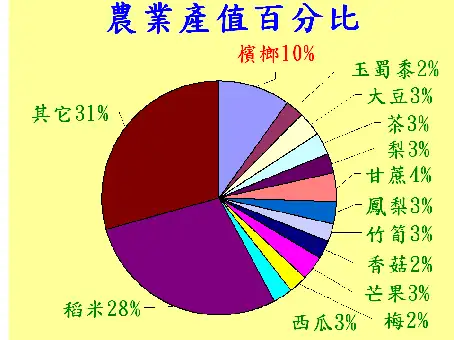 農業產值百分比
檳榔10%
玉蜀黍2%
大豆3%
茶3%
梨3%
甘蔗4%
鳳梨3%
竹筍3%
香菇2%
芒果3%
梅2%
西瓜3%
稻米28%
其它31%